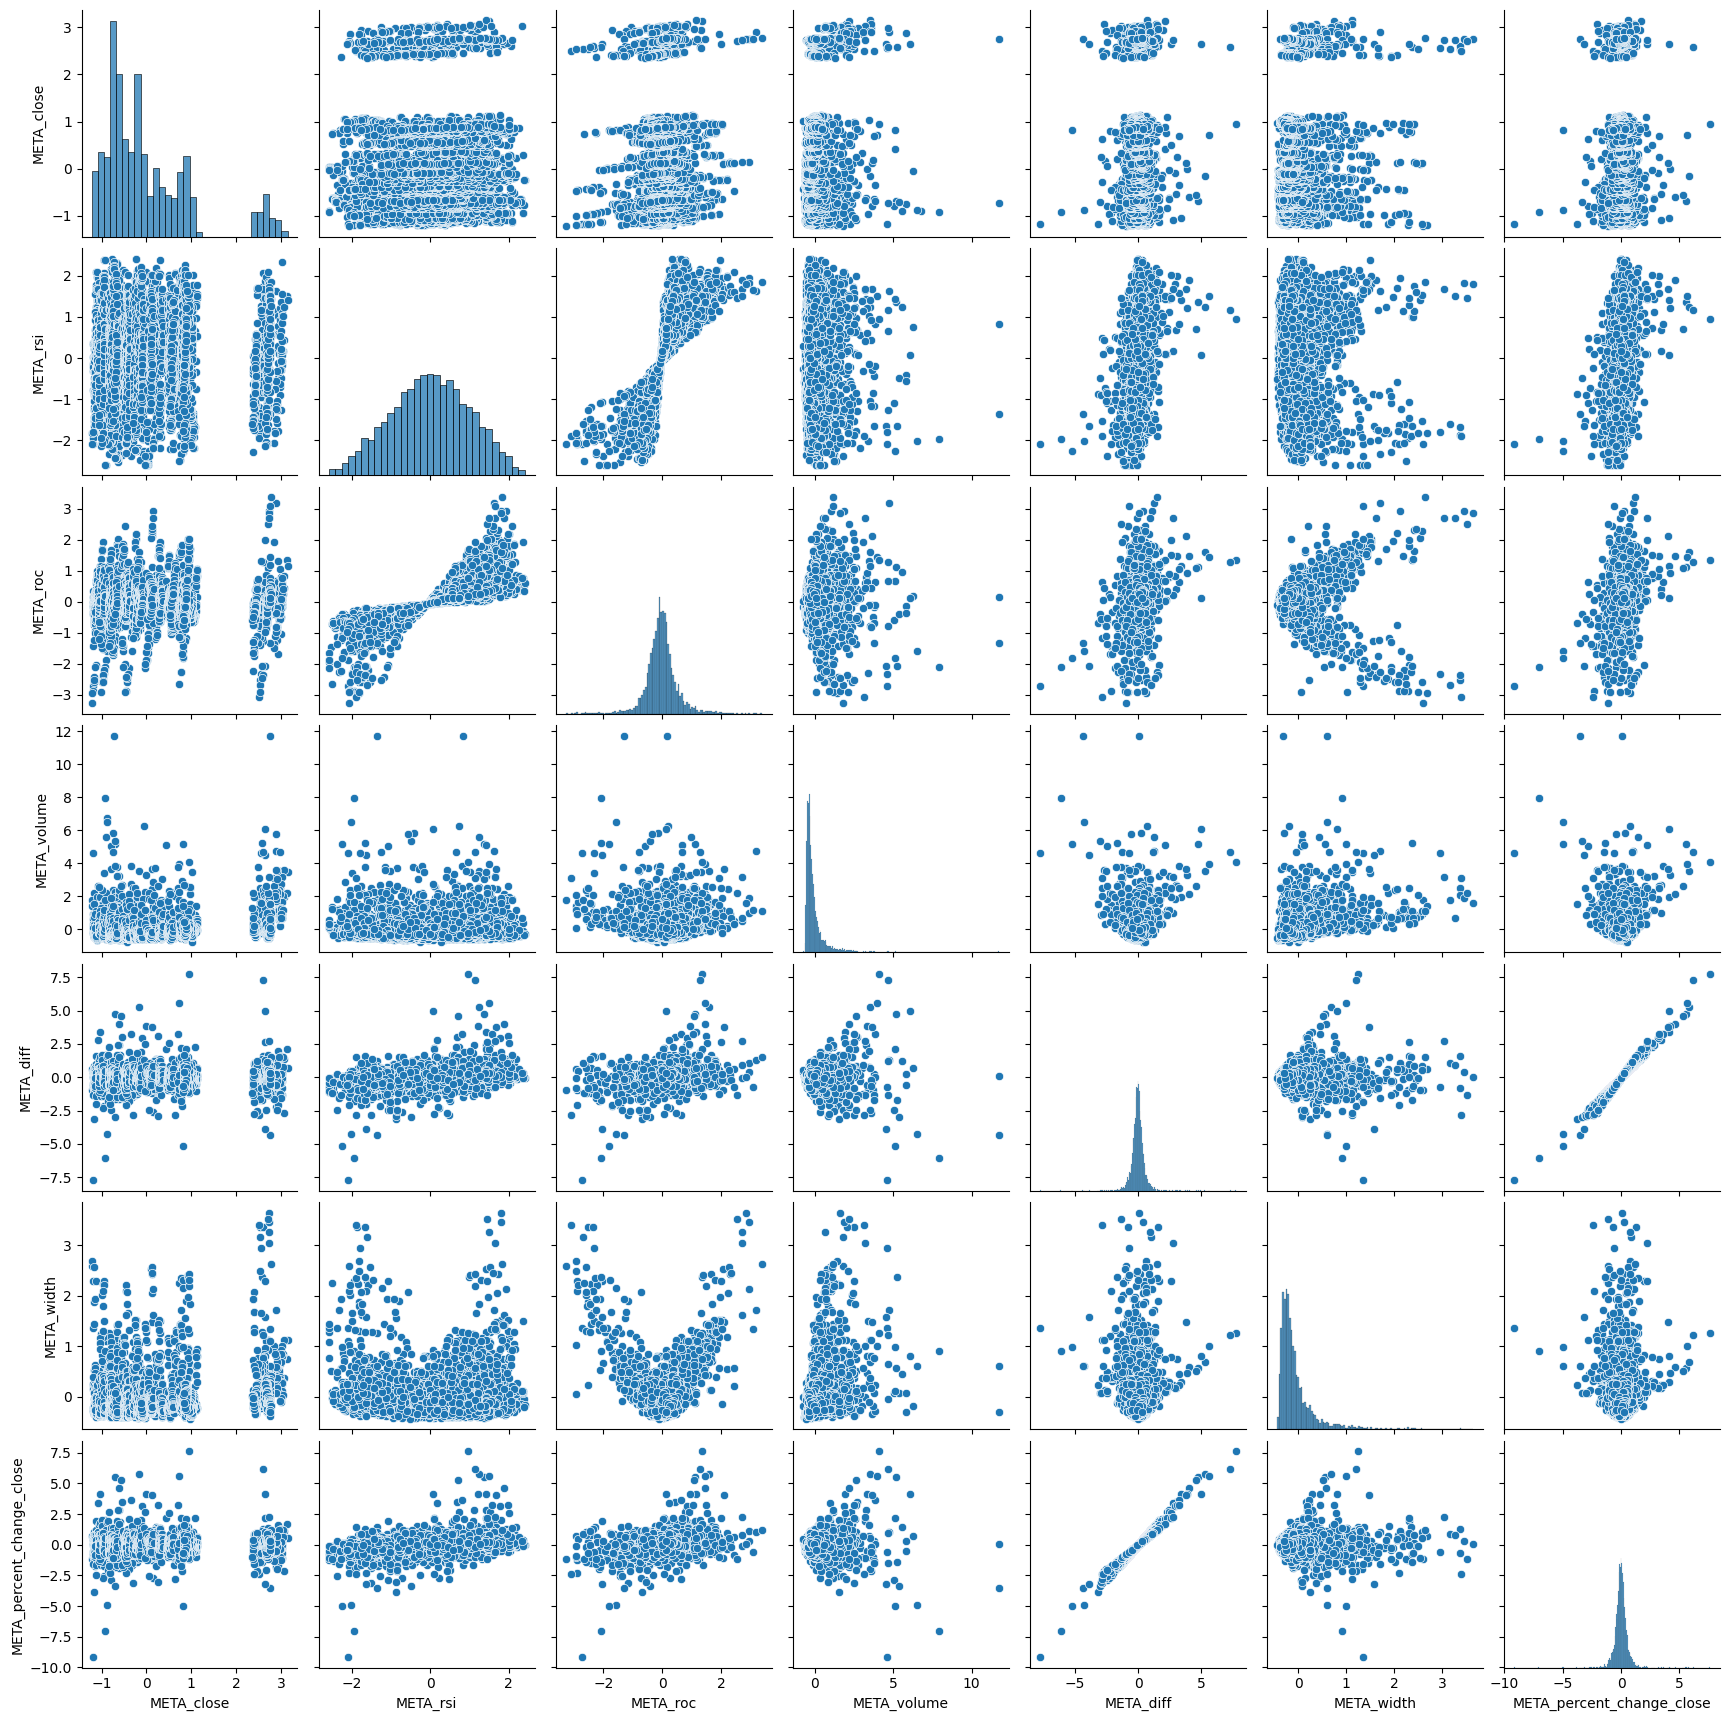 META_close
3
2
1
0
−1
META_rsi
2
1
0
−1
−2
META_roc
3
2
1
0
−1
−2
−3
META_volume
12
10
8
6
4
2
0
META_diff
7.5
5.0
2.5
0.0
−2.5
−5.0
−7.5
META_width
3
2
1
0
META_percent_change_close
7.5
5.0
2.5
0.0
−2.5
−5.0
−7.5
−10.0
−1 0 1 2 3
−2 0 2
−2 0 2
0 5 10
−5 0 5
0 1 2 3
−10 −5 0 5
META_close
META_rsi
META_roc
META_volume
META_diff
META_width
META_percent_change_close